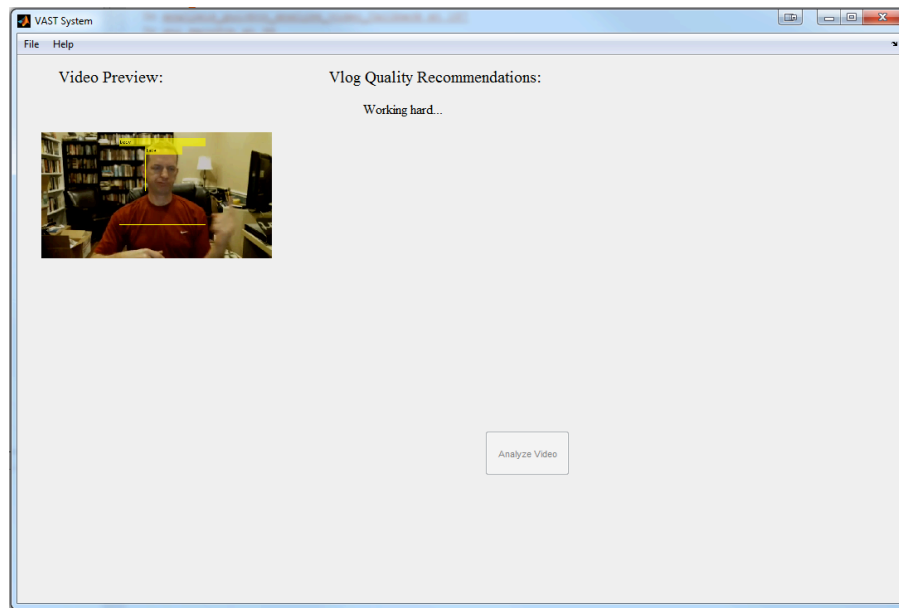 VAST System
File Help
Video Preview:
Vlog Quality Recommendations:
Working hard...
Analyze Video